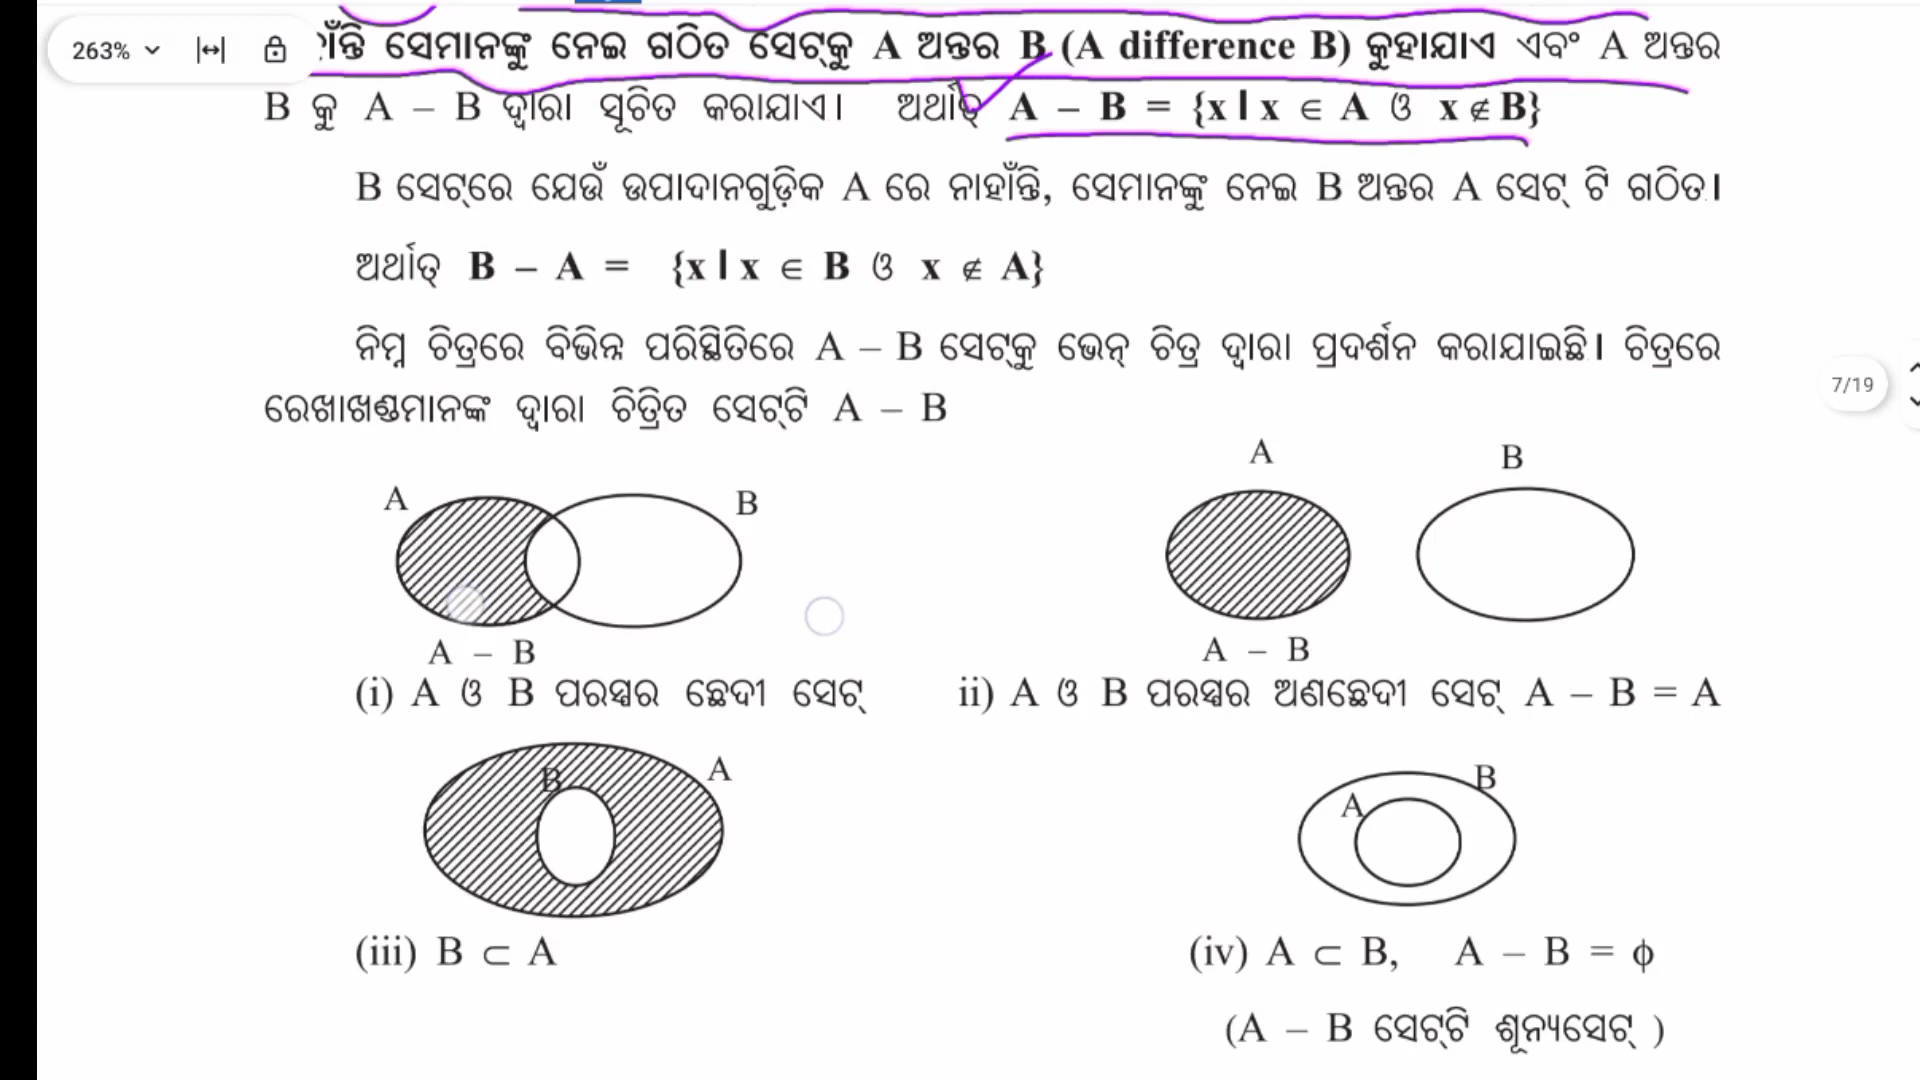 263%
ସେମାନଙ୍କୁ ନେଇ ଗଠିତ ସେଟ୍‌କୁ A ଅନ୍ତର B (A difference B) କୁହାଯାଏ ଏବଂ A ଅନ୍ତର
B କୁ A – B ଦ୍ୱାରା ସୂଚିତ କରାଯାଏ। ଅର୍ଥାତ୍ A – B = {x | x ∈ A ଓ x ∉ B}
B ସେଟ୍‌ରେ ଯେଉଁ ଉପାଦାନଗୁଡ଼ିକ A ରେ ନାହାଁନ୍ତି, ସେମାନଙ୍କୁ ନେଇ B ଅନ୍ତର A ସେଟ୍ ଟି ଗଠିତ।
ଅର୍ଥାତ୍ B – A = {x | x ∈ B ଓ x ∉ A}
ନିମ୍ନ ଚିତ୍ରରେ ବିଭିନ୍ନ ପରିସ୍ଥିତିରେ A – B ସେଟ୍‌କୁ ଭେନ୍ ଚିତ୍ର ଦ୍ୱାରା ପ୍ରଦର୍ଶନ କରାଯାଇଛି। ଚିତ୍ରରେ
7/19
ରେଖାଖଣ୍ଡମାନଙ୍କ ଦ୍ୱାରା ଚିତ୍ରିତ ସେଟ୍‌ଟି A – B
A B
A B
A – B
A – B
(i) A ଓ B ପରସ୍ପର ଛେଦୀ ସେଟ୍
ii) A ଓ B ପରସ୍ପର ଅଣଛେଦୀ ସେଟ୍ A – B = A
B A
A B
(iii) B ⊂ A
(iv) A ⊂ B, A – B = ϕ
(A – B ସେଟ୍‌ଟି ଶୂନ୍ୟସେଟ୍ )